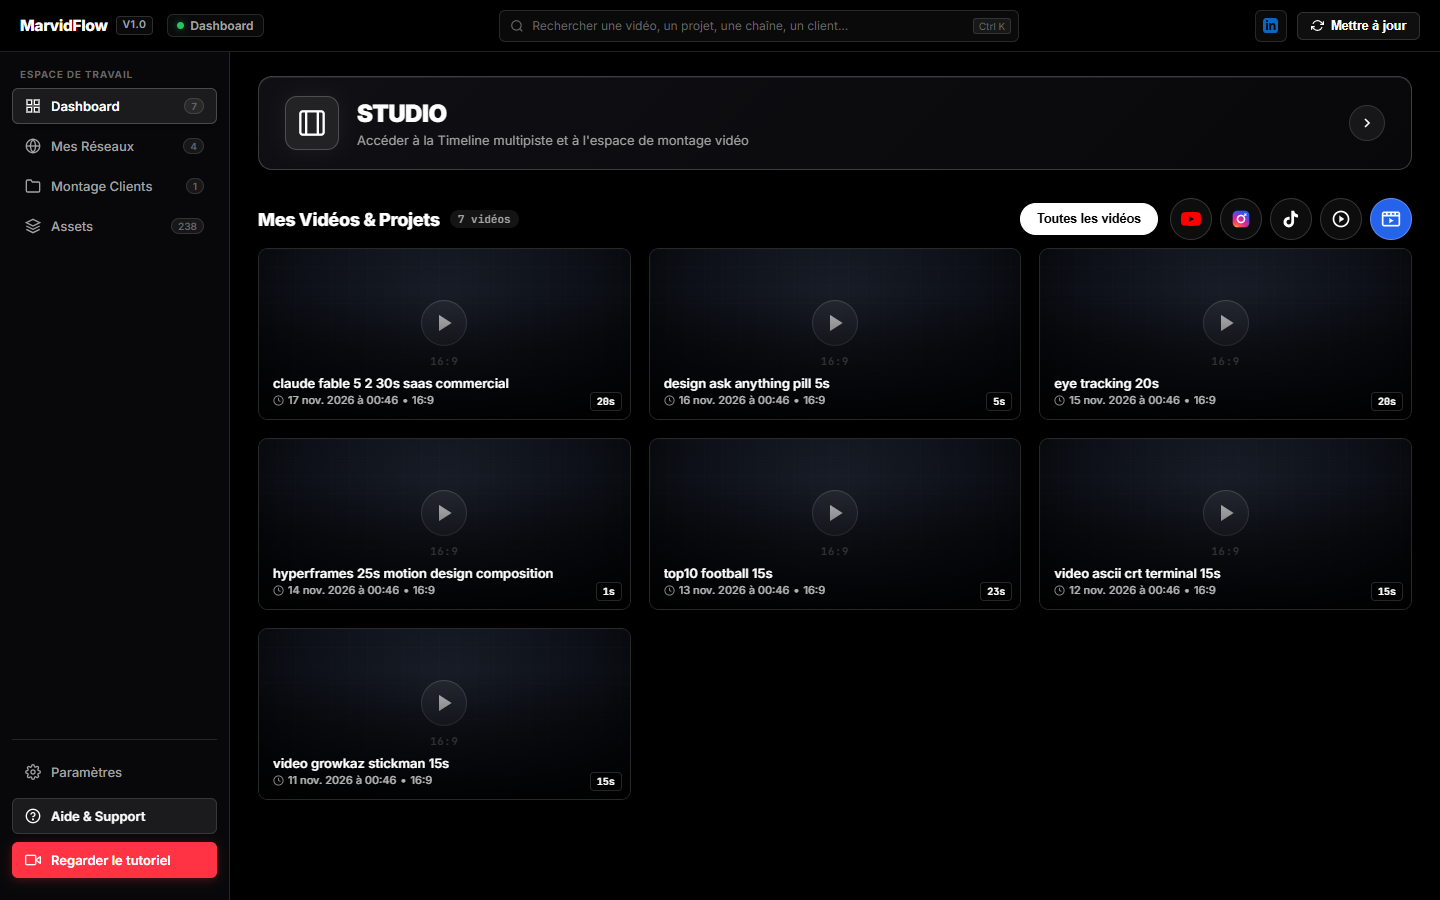 MarvidFlow V1.0 Dashboard
Rechercher une vidéo, un projet, une chaîne, un client... Ctrl K
Mettre à jour
ESPACE DE TRAVAIL
Dashboard 7
Mes Réseaux 4
Montage Clients 1
Assets 238
STUDIO
Accéder à la Timeline multipiste et à l'espace de montage vidéo
Mes Vidéos & Projets 7 vidéos
Toutes les vidéos
16:9
claude fable 5 2 30s saas commercial
17 nov. 2026 à 00:46 • 16:9
20s
16:9
design ask anything pill 5s
16 nov. 2026 à 00:46 • 16:9
5s
16:9
eye tracking 20s
15 nov. 2026 à 00:46 • 16:9
20s
16:9
hyperframes 25s motion design composition
14 nov. 2026 à 00:46 • 16:9
1s
16:9
top10 football 15s
13 nov. 2026 à 00:46 • 16:9
23s
16:9
video ascii crt terminal 15s
12 nov. 2026 à 00:46 • 16:9
15s
16:9
video growkaz stickman 15s
11 nov. 2026 à 00:46 • 16:9
15s
Paramètres
Aide & Support
Regarder le tutoriel